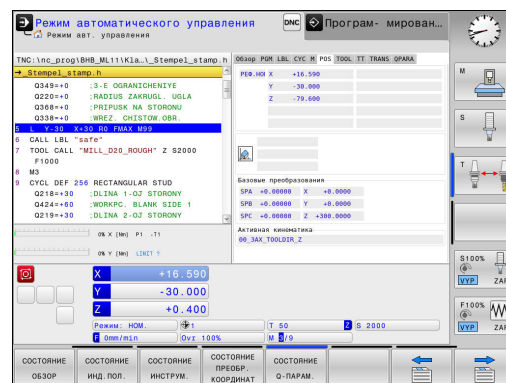 Режим автоматического управления
Режим авт. управления
DNC
Програм- мирован...
TNC:\nc_prog\BHB_ML11\Kla…\_Stempel_stamp.h
→_Stempel_stamp.h
Q349=+0 ;3-E OGRANICHENIYE
Q220=+0 ;RADIUS ZAKRUGL. UGLA
Q368=+0 ;PRIPUSK NA STORONU
Q338=+0 ;WREZ. CHISTOW.OBR.
5 L Y-30 X+30 R0 FMAX M99
6 CALL LBL "safe"
7 TOOL CALL "MILL_D20_ROUGH" Z S2000
F1000
8 M3
9 CYCL DEF 256 RECTANGULAR STUD
Q218=+30 ;DLINA 1-OJ STORONY
Q424=+60 ;WORKPC. BLANK SIDE 1
Q219=+30 ;DLINA 2-OJ STORONY
0% X [Nm] P1 -T1
0% Y [Nm] LIMIT 1
Обзор PGM LBL CYC M POS TOOL TT TRANS QPARA
РЕФ.НОМ X +16.590
Y -30.000
Z -79.600
Базовые преобразования
SPA +0.00000 X +0.0000
SPB +0.00000 Y +0.0000
SPC +0.00000 Z +300.0000
Активная кинематика
00_3AX_TOOLDIR_Z
X +16.590
Y -30.000
Z +0.400
Режим: НОМ. 1 T 50 Z S 2000
F 0mm/min Ovr 100% M 3/9
M
S
T
S100%
ВЫР ZAP
F100%
ВЫР ZAP
СОСТОЯНИЕ ОБЗОР
СОСТОЯНИЕ ИНД.ПОЛ.
СОСТОЯНИЕ ИНСТРУМ.
СОСТОЯНИЕ ПРЕОБР. КООРДИНАТ
СОСТОЯНИЕ Q-ПАРАМ.